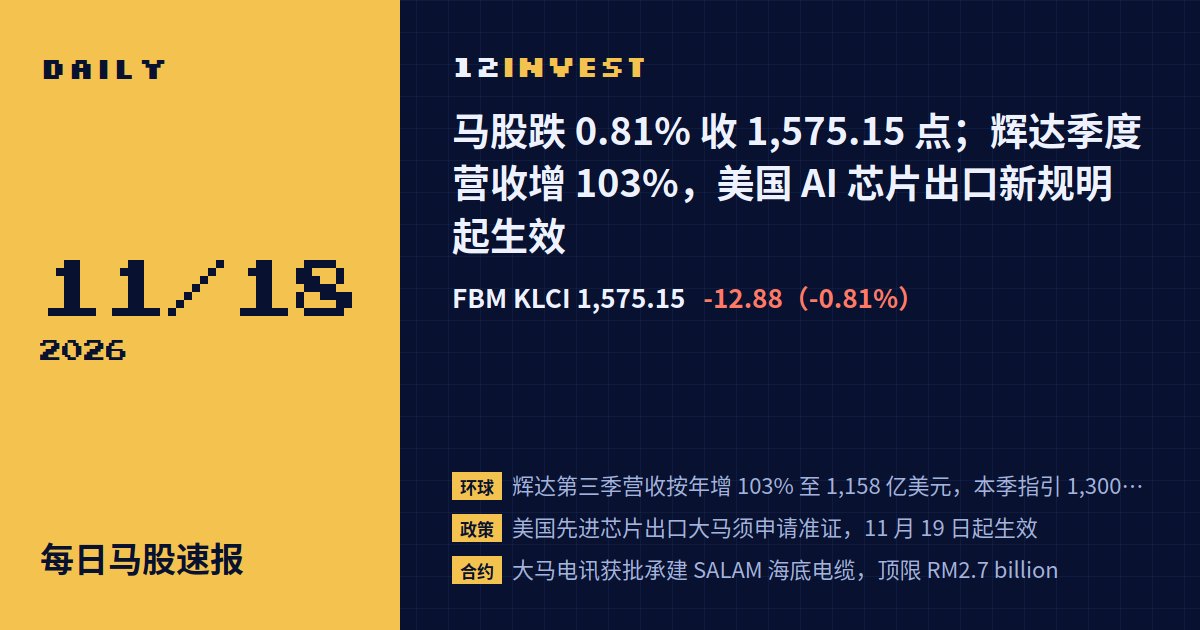 DAILY
11/18
2026
每日马股速报
12INVEST
马股跌 0.81% 收 1,575.15 点；辉达季度
营收增 103%，美国 AI 芯片出口新规明
起生效
FBM KLCI 1,575.15 -12.88（-0.81%）
环球 辉达第三季营收按年增 103% 至 1,158 亿美元，本季指引 1,300…
政策 美国先进芯片出口大马须申请准证，11 月 19 日起生效
合约 大马电讯获批承建 SALAM 海底电缆，顶限 RM2.7 billion